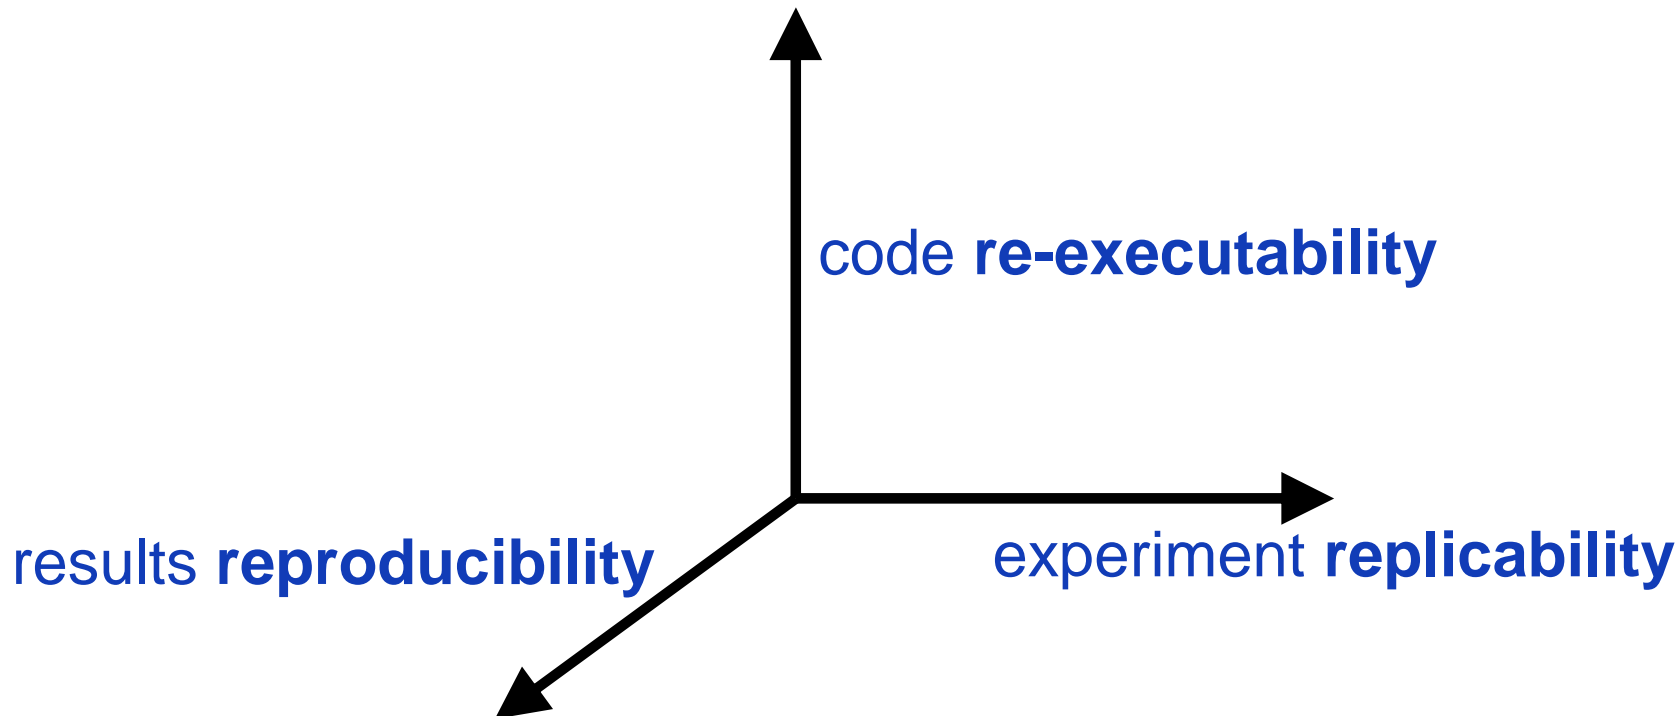 code re-executability
results reproducibility
experiment replicability